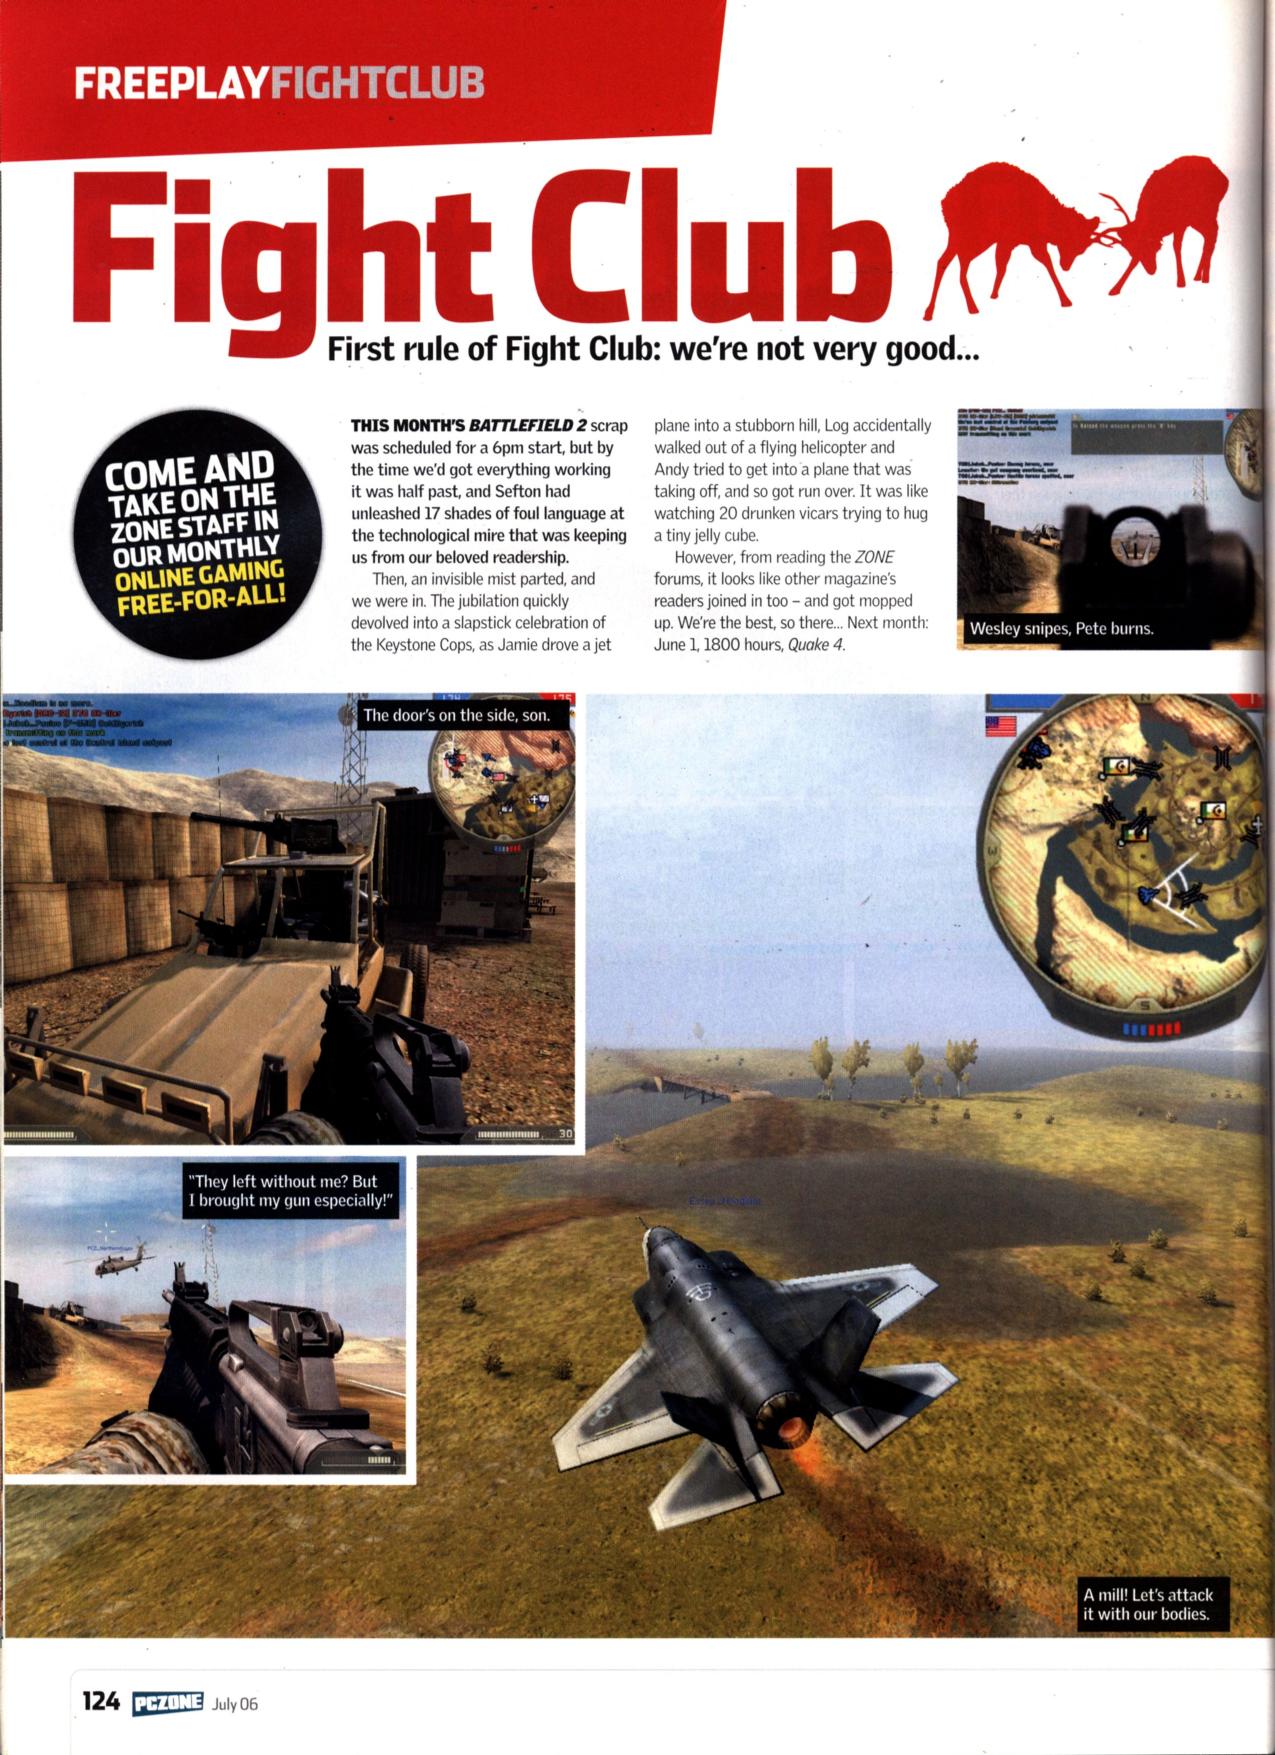 FREEPLAYFIGHTCLUB
Fight Club
First rule of Fight Club: we're not very good...
COME AND
TAKE ON THE
ZONE STAFF IN
OUR MONTHLY
ONLINE GAMING
FREE-FOR-ALL!
THIS MONTH'S BATTLEFIELD 2 scrap
was scheduled for a 6pm start, but by
the time we'd got everything working
it was half past, and Sefton had
unleashed 17 shades of foul language at
the technological mire that was keeping
us from our beloved readership.
Then, an invisible mist parted, and
we were in. The jubilation quickly
devolved into a slapstick celebration of
the Keystone Cops, as Jamie drove a jet
plane into a stubborn hill, Log accidentally
walked out of a flying helicopter and
Andy tried to get into a plane that was
taking off, and so got run over. It was like
watching 20 drunken vicars trying to hug
a tiny jelly cube.
However, from reading the ZONE
forums, it looks like other magazine's
readers joined in too – and got mopped
up. We're the best, so there... Next month:
June 1, 1800 hours, Quake 4.
Wesley snipes, Pete burns.
The door's on the side, son.
30
"They left without me? But
I brought my gun especially!"
A mill! Let's attack
it with our bodies.
124 PCZONE July 06